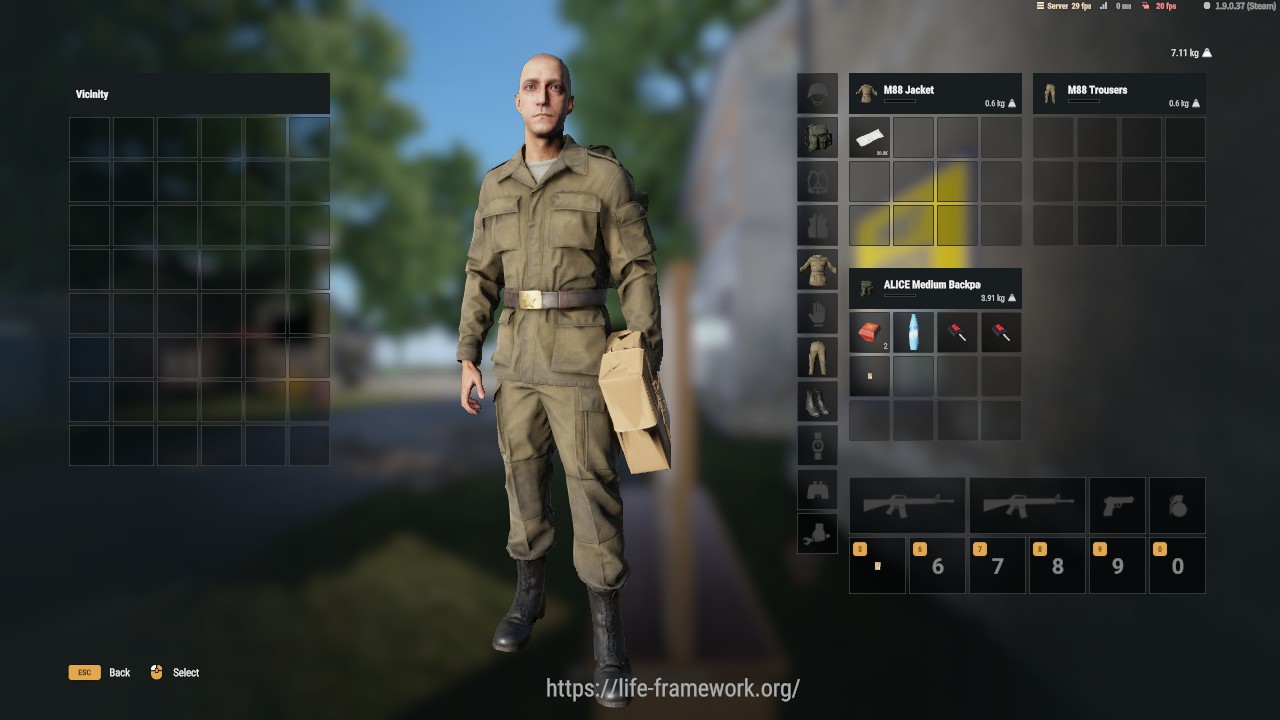 Server 29 fps 0 ms 20 fps 1.9.0.37 (Steam)
7.11 kg
Vicinity
M88 Jacket
0.6 kg
M88 Trousers
0.6 kg
ALICE Medium Backpa
3.91 kg
2
5 6 7 8 9 0
6 7 8 9 0
ESC Back Select
https://life-framework.org/